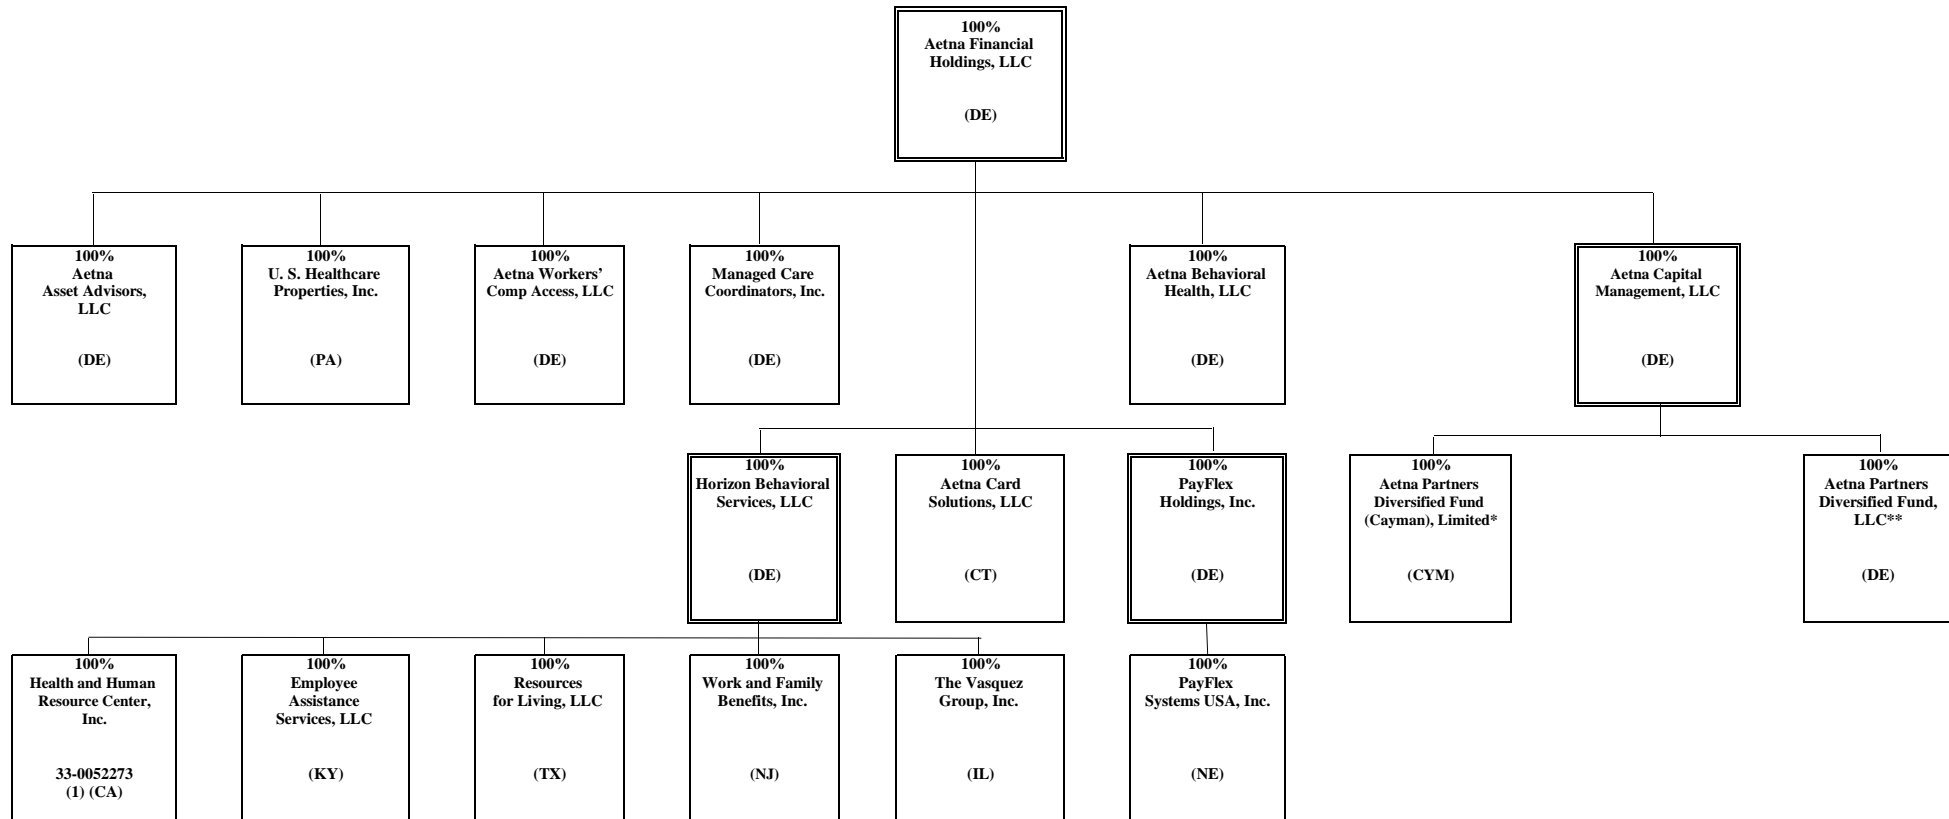 100%
Aetna Financial
Holdings, LLC
(DE)
100%
Aetna
Asset Advisors,
LLC
(DE)
100%
U. S. Healthcare
Properties, Inc.
(PA)
100%
Aetna Workers’
Comp Access, LLC
(DE)
100%
Managed Care
Coordinators, Inc.
(DE)
100%
Aetna Behavioral
Health, LLC
(DE)
100%
Aetna Capital
Management, LLC
(DE)
100%
Horizon Behavioral
Services, LLC
(DE)
100%
Aetna Card
Solutions, LLC
(CT)
100%
PayFlex
Holdings, Inc.
(DE)
100%
Aetna Partners
Diversified Fund
(Cayman), Limited*
(CYM)
100%
Aetna Partners
Diversified Fund,
LLC**
(DE)
100%
Health and Human
Resource Center,
Inc.
33-0052273
(1) (CA)
100%
Employee
Assistance
Services, LLC
(KY)
100%
Resources
for Living, LLC
(TX)
100%
Work and Family
Benefits, Inc.
(NJ)
100%
The Vasquez
Group, Inc.
(IL)
100%
PayFlex
Systems USA, Inc.
(NE)